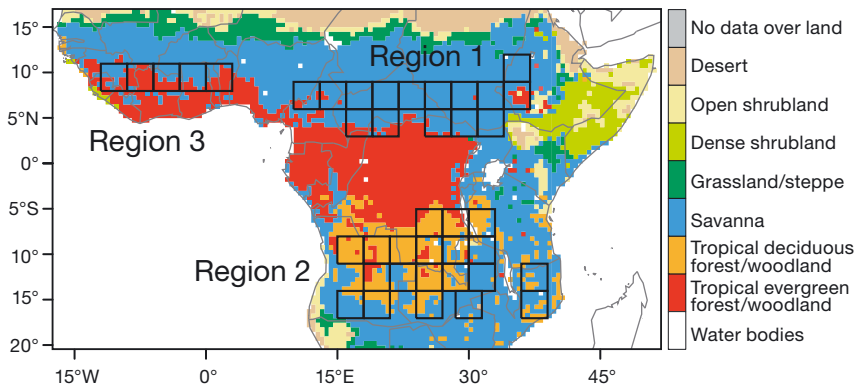 15°
10°
5°N
0°
5°S
10°
15°
20°
15°W
0°
15°E
30°
45°
Region 1
Region 3
Region 2
No data over land
Desert
Open shrubland
Dense shrubland
Grassland/steppe
Savanna
Tropical deciduous
forest/woodland
Tropical evergreen
forest/woodland
Water bodies